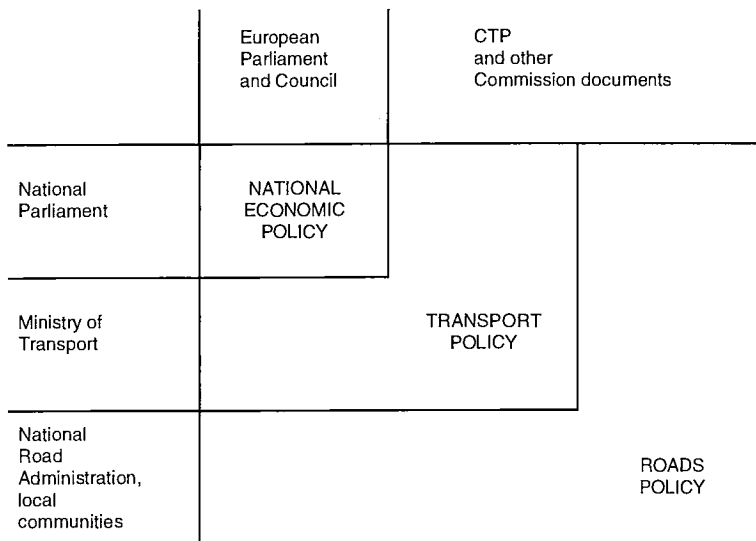 European
Parliament
and Council
CTP
and other
Commission documents
National
Parliament
NATIONAL
ECONOMIC
POLICY
Ministry of
Transport
TRANSPORT
POLICY
National
Road
Administration,
local
communities
ROADS
POLICY